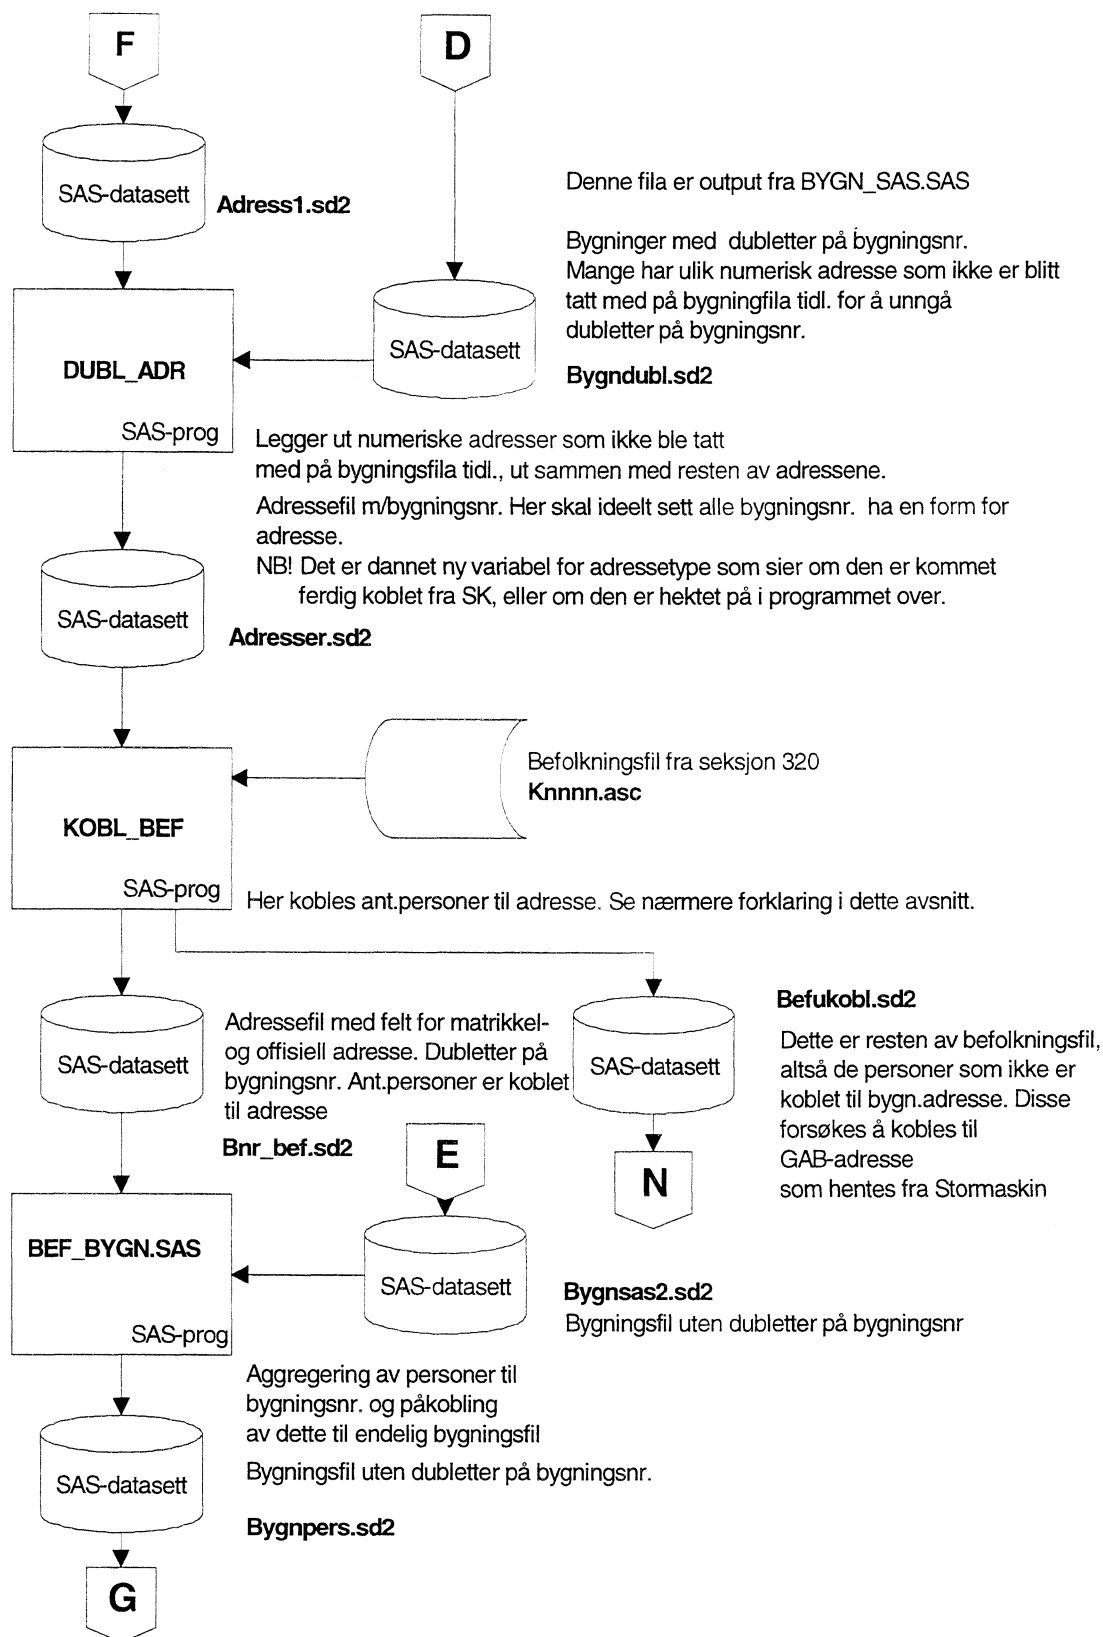 F
D
SAS-datasett
Adress1.sd2
Denne fila er output fra BYGN_SAS.SAS
Bygninger med dubletter på bygningsnr.
Mange har ulik numerisk adresse som ikke er blitt
tatt med på bygningfila tidl. for å unngå
dubletter på bygningsnr.
SAS-datasett
Bygndubl.sd2
DUBL_ADR
SAS-prog
Legger ut numeriske adresser som ikke ble tatt
med på bygningsfila tidl., ut sammen med resten av adressene.
Adressefil m/bygningsnr. Her skal ideelt sett alle bygningsnr. ha en form for
adresse.
NB! Det er dannet ny variabel for adressetype som sier om den er kommet
ferdig koblet fra SK, eller om den er hektet på i programmet over.
SAS-datasett
Adresser.sd2
Befolkningsfil fra seksjon 320
Knnnn.asc
KOBL_BEF
SAS-prog
Her kobles ant.personer til adresse. Se nærmere forklaring i dette avsnitt.
SAS-datasett
Adressefil med felt for matrikkel-
og offisiell adresse. Dubletter på
bygningsnr. Ant.personer er koblet
til adresse
Bnr_bef.sd2
SAS-datasett
Befukobl.sd2
Dette er resten av befolkningsfil,
altså de personer som ikke er
koblet til bygn.adresse. Disse
forsøkes å kobles til
GAB-adresse
som hentes fra Stormaskin
E
N
BEF_BYGN.SAS
SAS-prog
SAS-datasett
Bygnsas2.sd2
Bygningsfil uten dubletter på bygningsnr
Aggregering av personer til
bygningsnr. og påkobling
av dette til endelig bygningsfil
Bygningsfil uten dubletter på bygningsnr.
SAS-datasett
Bygnpers.sd2
G